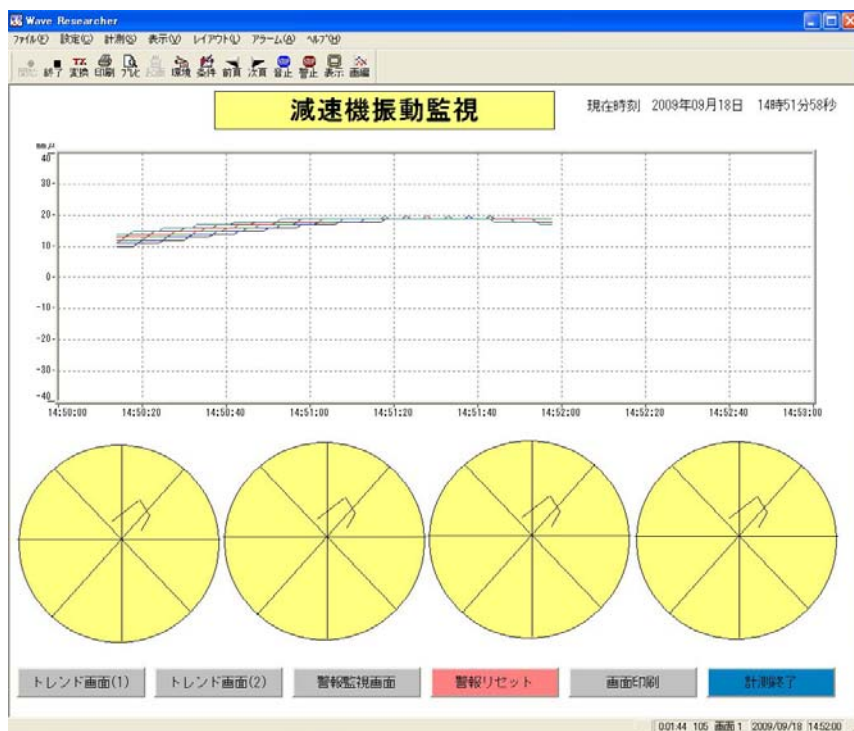 Wave Researcher
ﾌｧｲﾙ(F) 設定(C) 計測(S) 表示(V) レイアウト(L) アラーム(A) ﾍﾙﾌﾟ(H)
終了 変換 印刷 ﾌﾟﾚﾋﾞ 環境 条件 前頁 次頁 音止 警止 表示 画編
減速機振動監視
現在時刻 2009年09月18日 14時51分58秒
40
30
20
10
0
-10
-20
-30
-40
14:50:00 14:50:20 14:50:40 14:51:00 14:51:20 14:51:40 14:52:00 14:52:20 14:52:40 14:53:00
トレンド画面(1) トレンド画面(2) 警報監視画面 警報リセット 画面印刷 計測終了
0:01:44 105 画面 1 2009/09/18 14:52:00